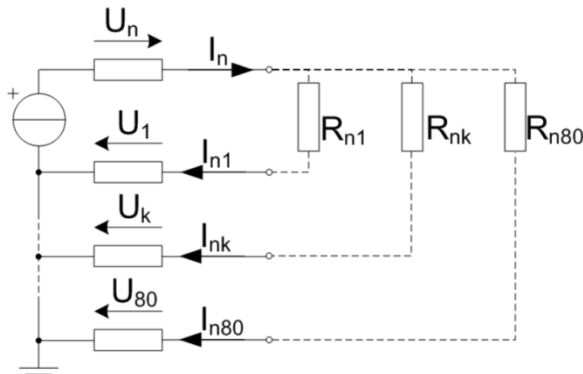 Uₙ
Iₙ
+
U₁
Iₙ₁
Rₙ₁
Rₙₖ
Rₙ₈₀
Uₖ
Iₙₖ
U₈₀
Iₙ₈₀